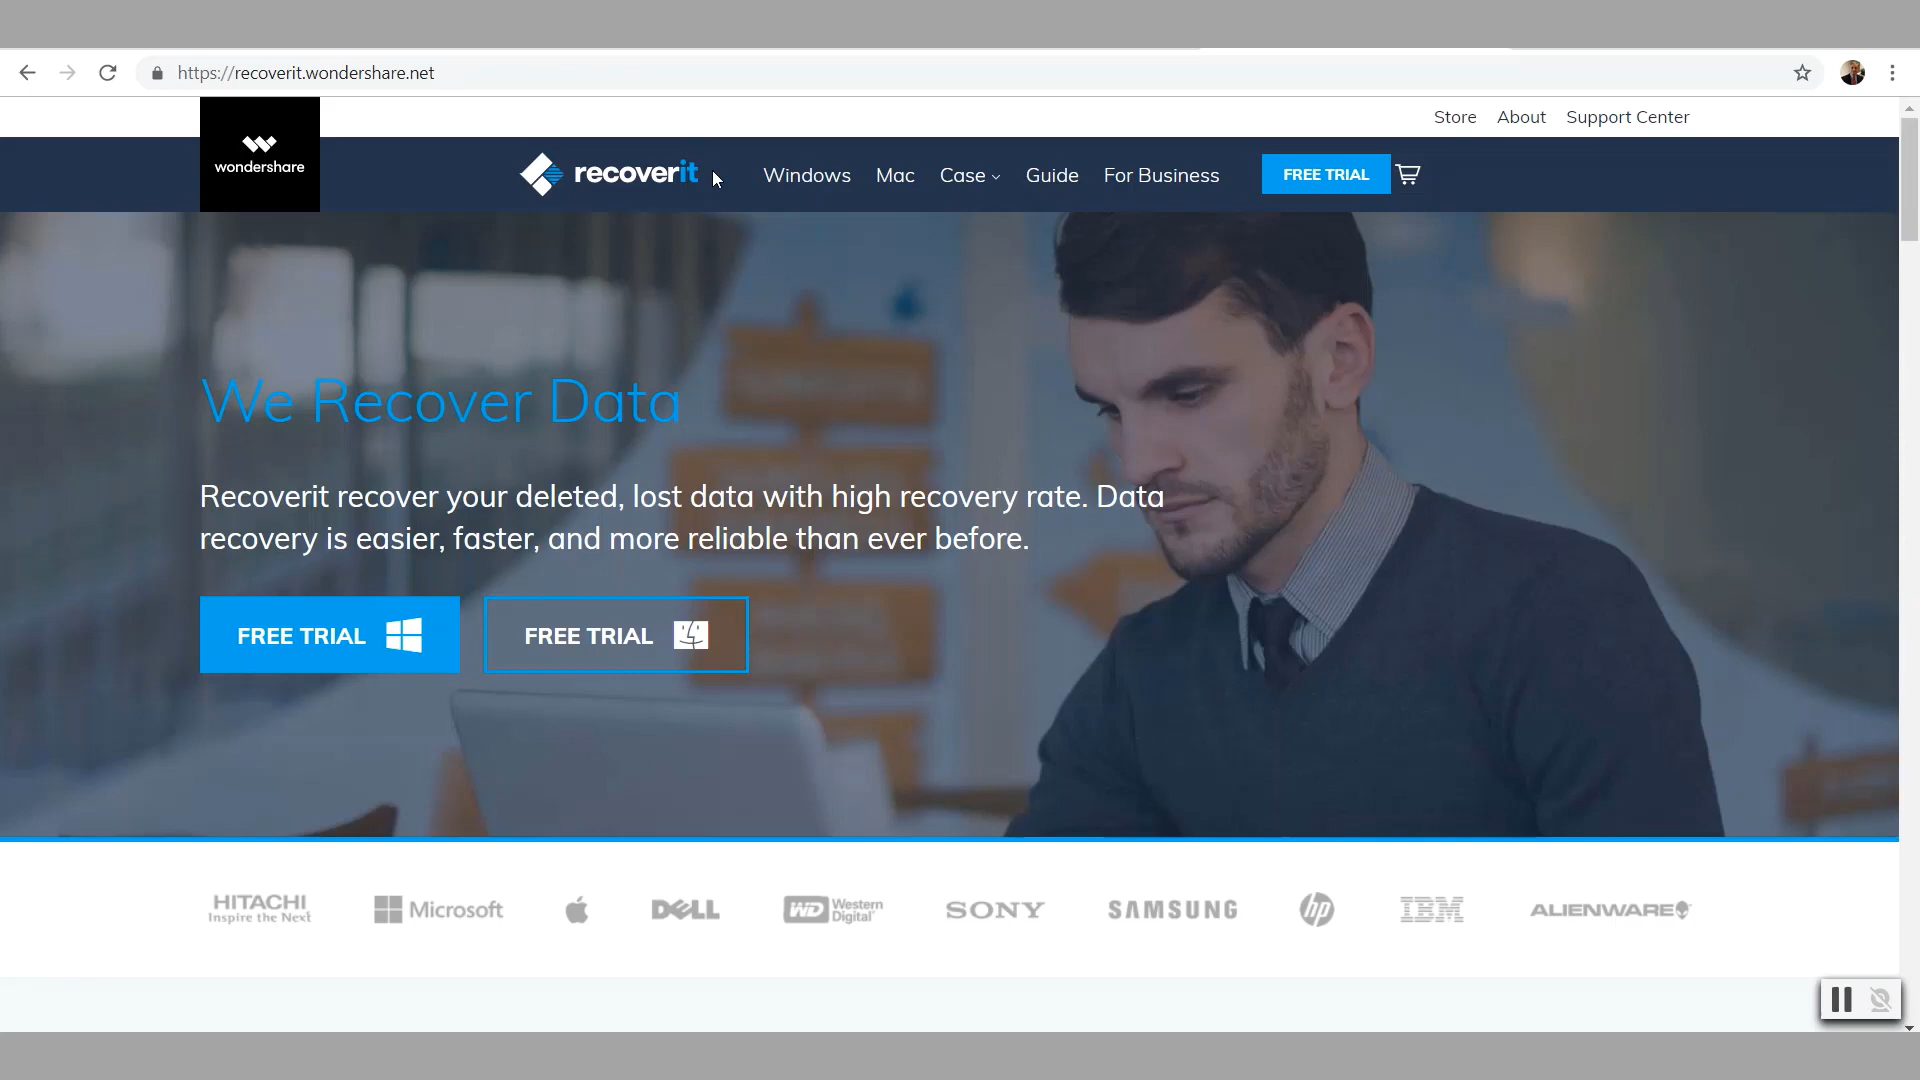 https://recoverit.wondershare.net
Store About Support Center
wondershare
recoverit Windows Mac Case Guide For Business FREE TRIAL
We Recover Data
Recoverit recover your deleted, lost data with high recovery rate. Data
recovery is easier, faster, and more reliable than ever before.
FREE TRIAL FREE TRIAL
HITACHI Microsoft DELL WD Western SONY SAMSUNG hp IBM ALIENWARE
Inspire the Next Digital